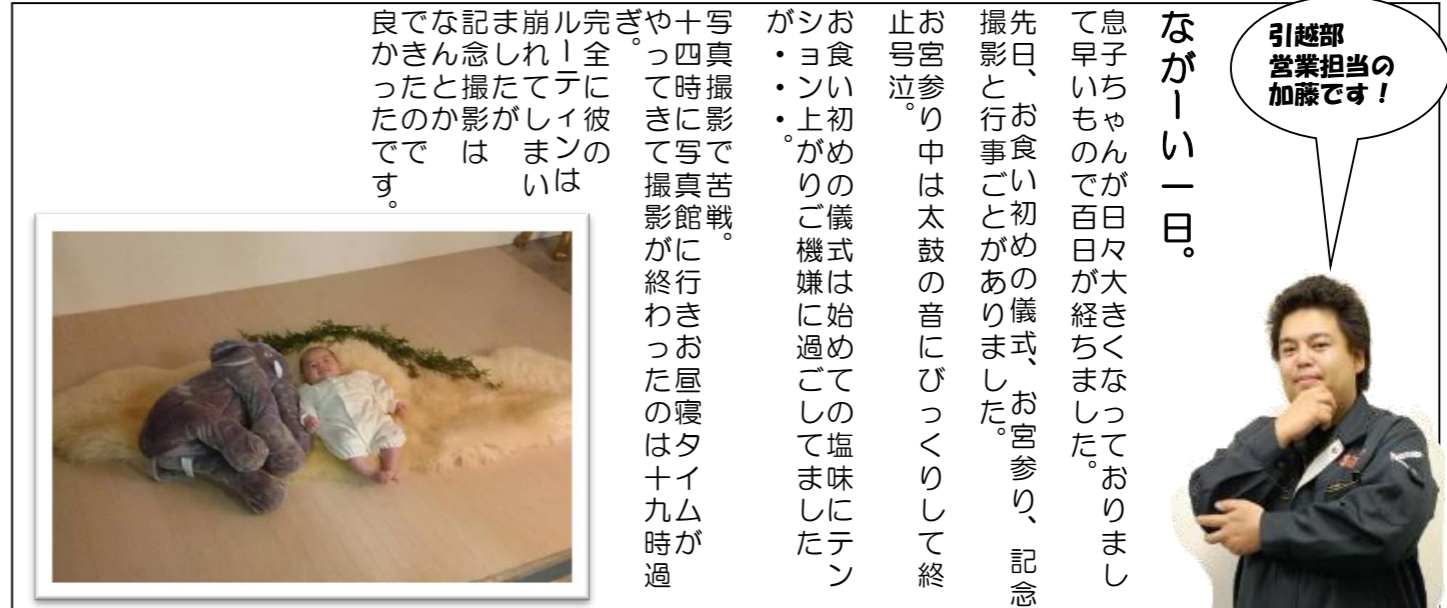 引越部
営業担当の
加藤です！
ながーい一日。
息子ちゃんが日々大きくなっておりまし
て早いもので百日が経ちました。
先日、お食い初めの儀式、お宮参り、記念
撮影と行事ごとがありました。
お宮参り中は太鼓の音にびっくりして終
止号泣。
お食い初めの儀式は始めての塩味にテン
ション上がりご機嫌に過ごしてました
が・・・。
写真撮影で苦戦。
十四時に写真館に行きお昼寝タイムが
やってきて撮影が終わったのは十九時過
ぎ。
完全に彼の
ルーティンは
崩れてしまい
ましたが
記念撮影は
なんとか
できたので
良かったです。